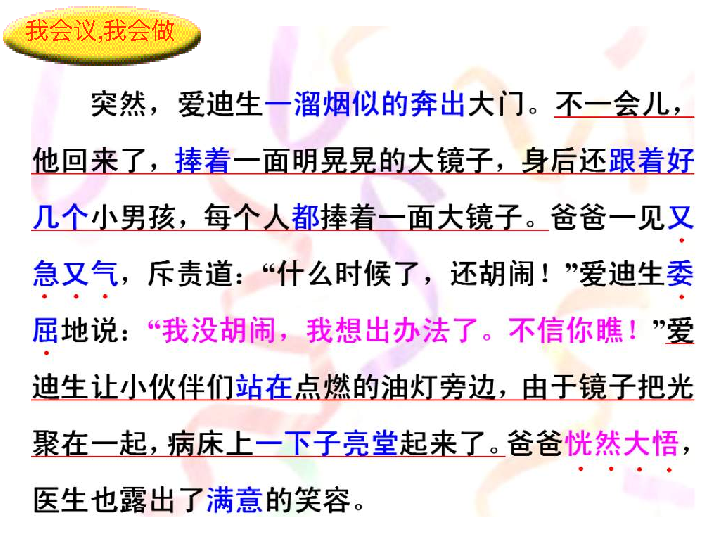 我会议,我会做
突然，爱迪生一溜烟似的奔出大门。不一会儿，
他回来了，捧着一面明晃晃的大镜子，身后还跟着好
几个小男孩，每个人都捧着一面大镜子。爸爸一见又
急又气，斥责道：“什么时候了，还胡闹！”爱迪生委
屈地说：“我没胡闹，我想出办法了。不信你瞧！”爱
迪生让小伙伴们站在点燃的油灯旁边，由于镜子把光
聚在一起，病床上一下子亮堂起来了。爸爸恍然大悟，
医生也露出了满意的笑容。